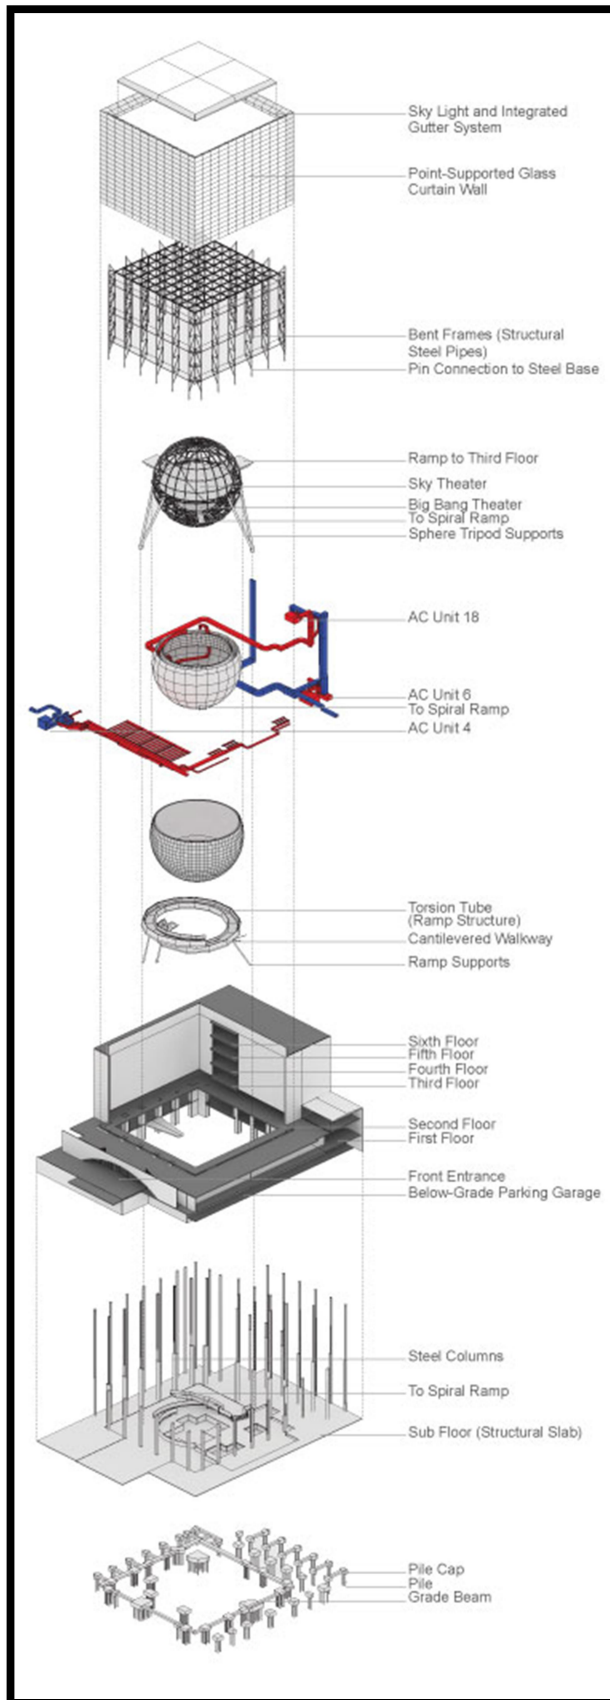 Sky Light and Integrated
Gutter System
Point-Supported Glass
Curtain Wall
Bent Frames (Structural
Steel Pipes)
Pin Connection to Steel Base
Ramp to Third Floor
Sky Theater
Big Bang Theater
To Spiral Ramp
Sphere Tripod Supports
AC Unit 18
AC Unit 6
To Spiral Ramp
AC Unit 4
Torsion Tube
(Ramp Structure)
Cantilevered Walkway
Ramp Supports
Sixth Floor
Fifth Floor
Fourth Floor
Third Floor
Second Floor
First Floor
Front Entrance
Below-Grade Parking Garage
Steel Columns
To Spiral Ramp
Sub Floor (Structural Slab)
Pile Cap
Pile
Grade Beam